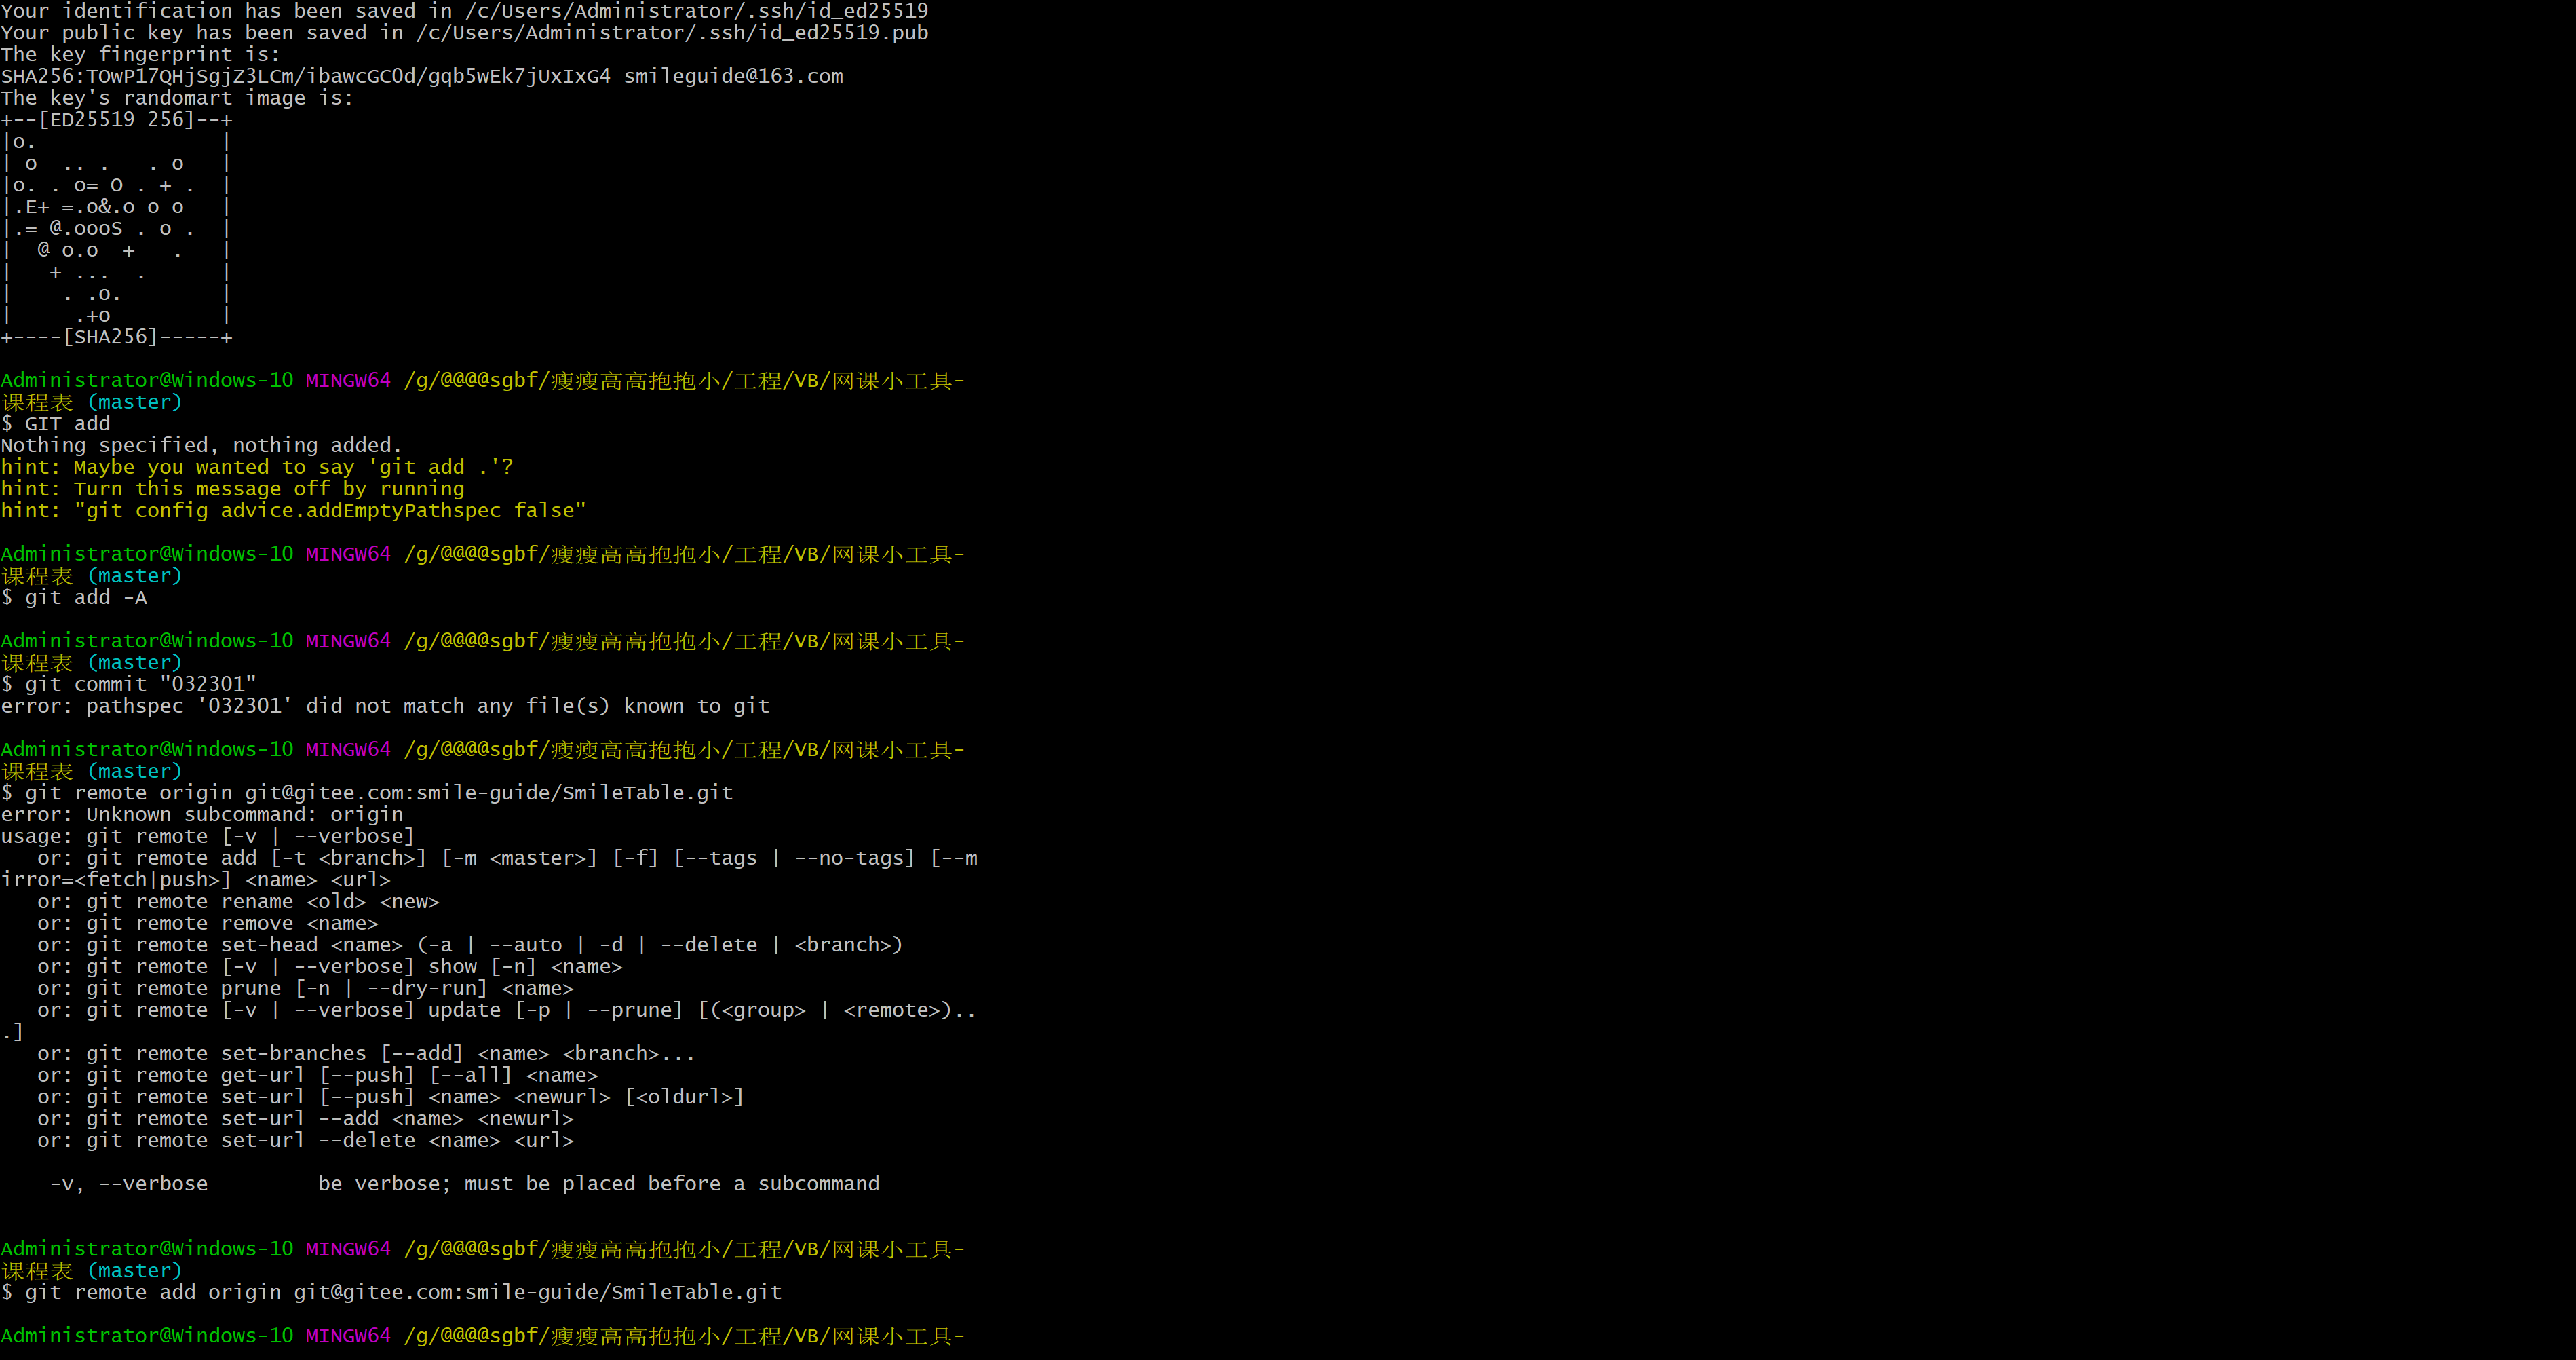 Your identification has been saved in /c/Users/Administrator/.ssh/id_ed25519
Your public key has been saved in /c/Users/Administrator/.ssh/id_ed25519.pub
The key fingerprint is:
SHA256:TOwP17QHjSgjZ3LCm/ibawcGC0d/gqb5wEk7jUxIxG4 smileguide@163.com
The key's randomart image is:
+--[ED25519 256]--+
|o.               |
| o  .. .   . o   |
|o. . o= O . + .  |
|.E+ =.o&.o o o   |
|.= @.oooS . o .  |
|  @ o.o  +   .   |
|   + ...  .      |
|    . .o.        |
|     .+o         |
+----[SHA256]-----+
Administrator@Windows-10 MINGW64 /g/@@@@sgbf/瘦瘦高高抱抱小/工程/VB/网课小工具-
课程表 (master)
$ GIT add
Nothing specified, nothing added.
hint: Maybe you wanted to say 'git add .'?
hint: Turn this message off by running
hint: "git config advice.addEmptyPathspec false"
Administrator@Windows-10 MINGW64 /g/@@@@sgbf/瘦瘦高高抱抱小/工程/VB/网课小工具-
课程表 (master)
$ git add -A
Administrator@Windows-10 MINGW64 /g/@@@@sgbf/瘦瘦高高抱抱小/工程/VB/网课小工具-
课程表 (master)
$ git commit "032301"
error: pathspec '032301' did not match any file(s) known to git
Administrator@Windows-10 MINGW64 /g/@@@@sgbf/瘦瘦高高抱抱小/工程/VB/网课小工具-
课程表 (master)
$ git remote origin git@gitee.com:smile-guide/SmileTable.git
error: Unknown subcommand: origin
usage: git remote [-v | --verbose]
   or: git remote add [-t <branch>] [-m <master>] [-f] [--tags | --no-tags] [--m
irror=<fetch|push>] <name> <url>
   or: git remote rename <old> <new>
   or: git remote remove <name>
   or: git remote set-head <name> (-a | --auto | -d | --delete | <branch>)
   or: git remote [-v | --verbose] show [-n] <name>
   or: git remote prune [-n | --dry-run] <name>
   or: git remote [-v | --verbose] update [-p | --prune] [(<group> | <remote>)..
.]
   or: git remote set-branches [--add] <name> <branch>...
   or: git remote get-url [--push] [--all] <name>
   or: git remote set-url [--push] <name> <newurl> [<oldurl>]
   or: git remote set-url --add <name> <newurl>
   or: git remote set-url --delete <name> <url>
    -v, --verbose         be verbose; must be placed before a subcommand
Administrator@Windows-10 MINGW64 /g/@@@@sgbf/瘦瘦高高抱抱小/工程/VB/网课小工具-
课程表 (master)
$ git remote add origin git@gitee.com:smile-guide/SmileTable.git
Administrator@Windows-10 MINGW64 /g/@@@@sgbf/瘦瘦高高抱抱小/工程/VB/网课小工具-